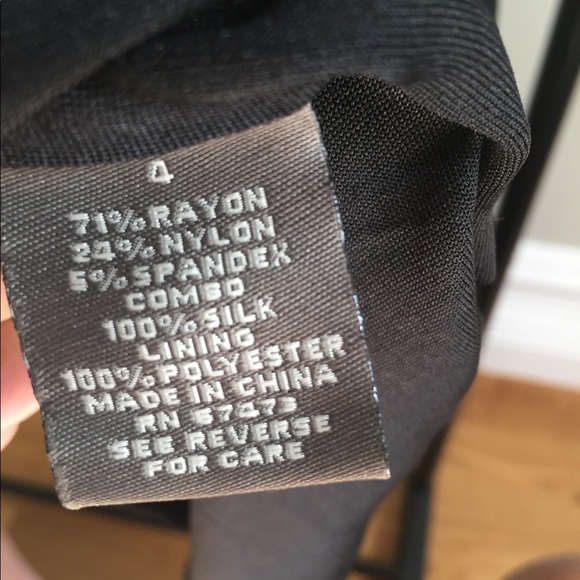 4
71% RAYON
24% NYLON
5% SPANDEX
COMBO
100% SILK
LINING
100% POLYESTER
MADE IN CHINA
RN 67473
SEE REVERSE
FOR CARE